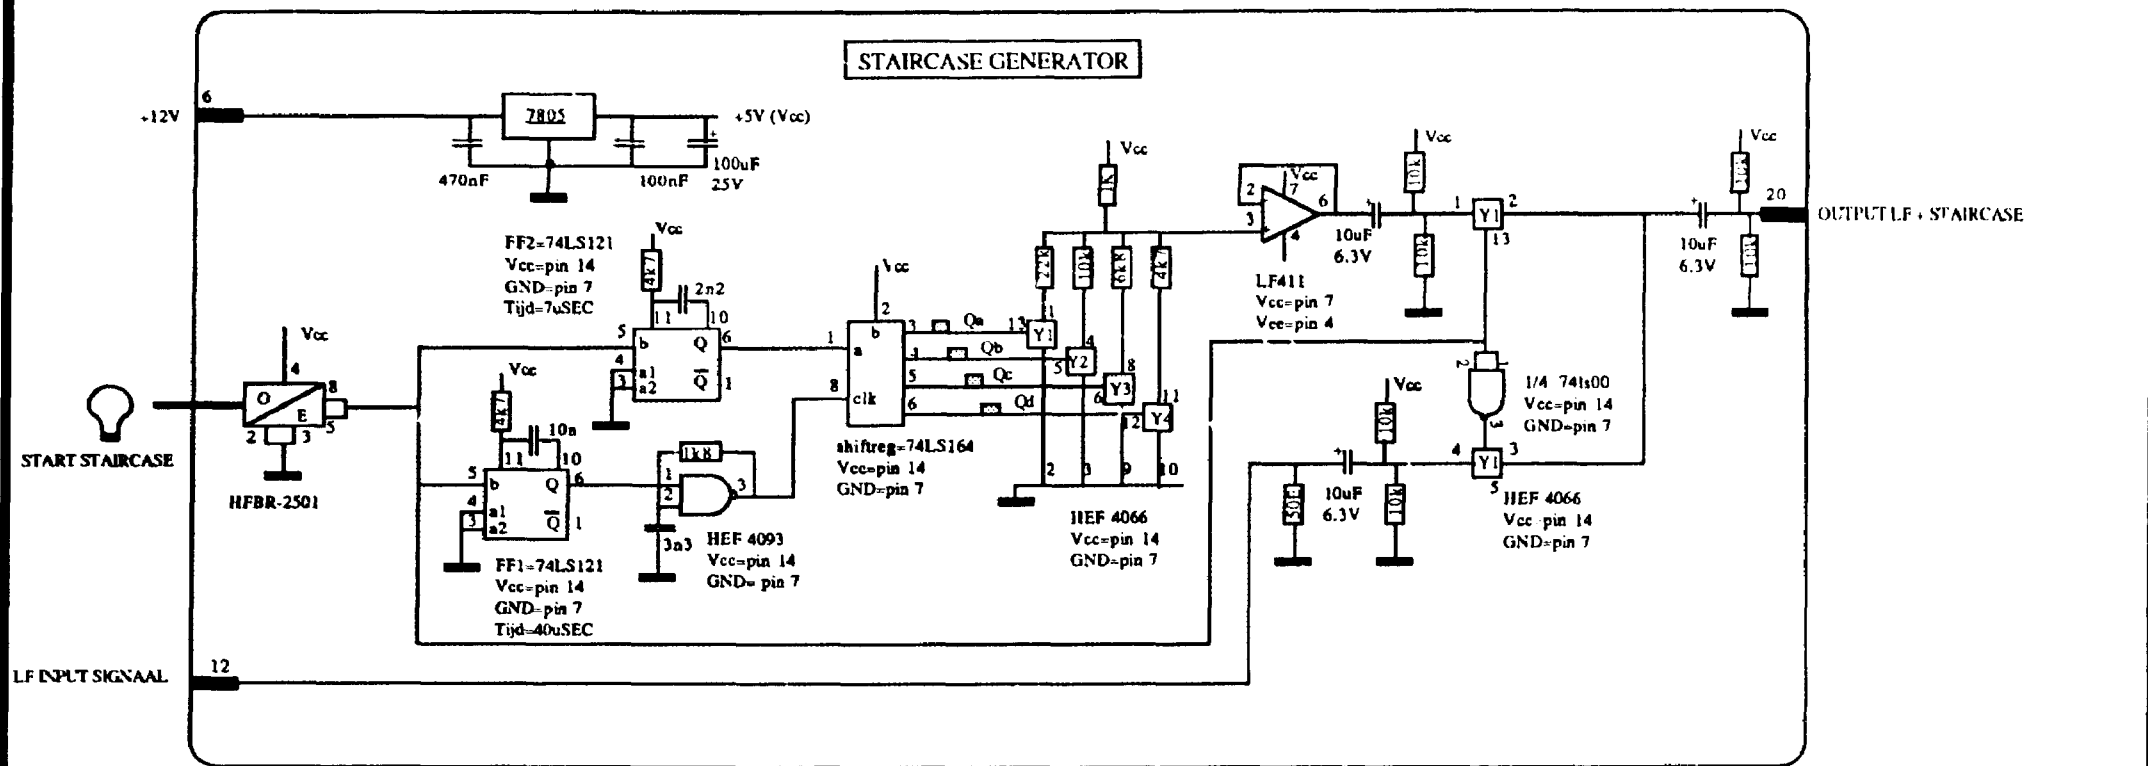 STAIRCASE GENERATOR
6
+12V
7805
+5V (Vcc)
470nF
100nF
100uF
25V
FF2=74LS121
Vcc=pin 14
GND=pin 7
Tijd=7uSEC
Vcc
4k7
2n2
11
10
5
b
Q
6
4
a1
3
a2
Q
1
Vcc
4
O
E
8
2
3
5
HFBR-2501
START STAIRCASE
Vcc
4k7
10n
11
10
5
b
Q
6
4
a1
3
a2
Q
1
FF1=74LS121
Vcc=pin 14
GND=pin 7
Tijd=40uSEC
1k8
1
2
3
3n3
HEF 4093
Vcc=pin 14
GND= pin 7
Vcc
2
b
1
a
8
clk
3
Qa
13
4
Qb
5
5
Qc
6
6
Qd
12
shiftreg=74LS164
Vcc=pin 14
GND=pin 7
Vcc
1K
22k
10k
6k8
4k7
1
Y1
4
Y2
8
Y3
11
Y4
2
3
9
10
HEF 4066
Vcc=pin 14
GND=pin 7
2
Vcc
7
3
6
4
LF411
Vcc=pin 7
Vee=pin 4
10uF
6.3V
Vcc
10k
10k
1
Y1
2
13
10uF
6.3V
Vcc
10k
10k
20
OUTPUT LF + STAIRCASE
2
1
3
1/4 74ls00
Vcc=pin 14
GND=pin 7
Vcc
10k
10k
10uF
6.3V
4
Y1
3
5
HEF 4066
Vcc pin 14
GND=pin 7
LF INPUT SIGNAAL
12